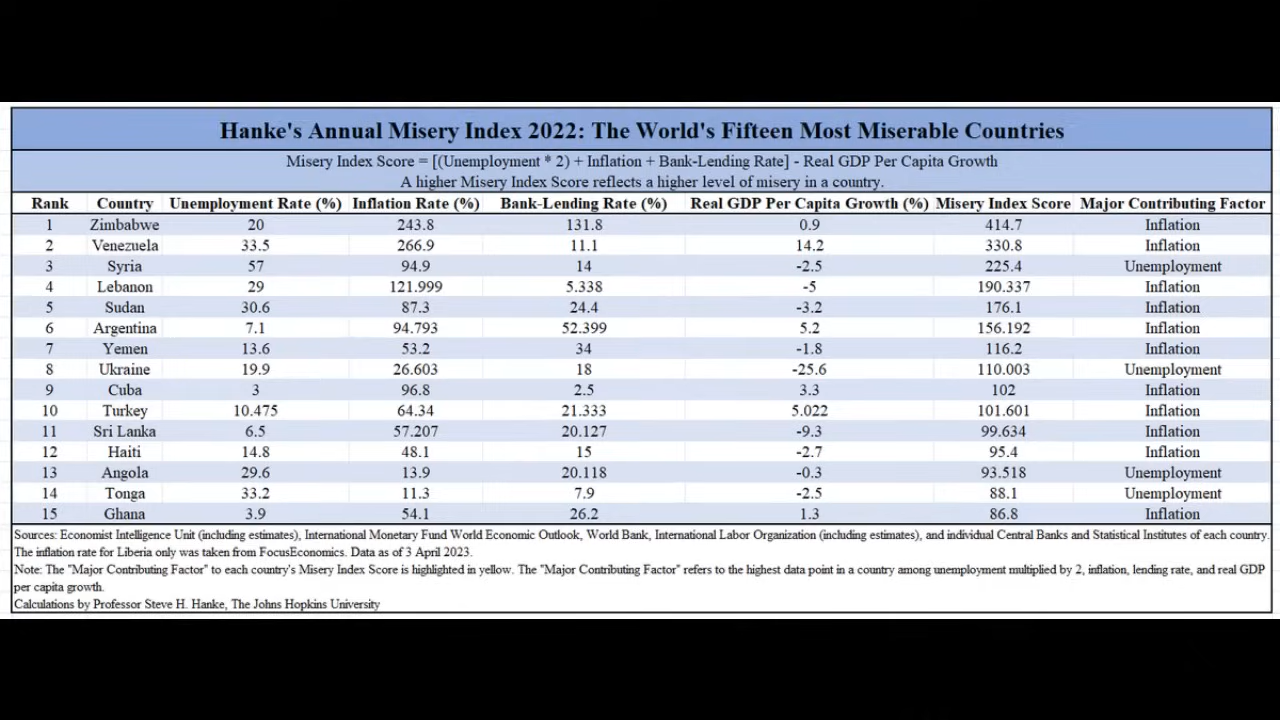 Hanke's Annual Misery Index 2022: The World's Fifteen Most Miserable Countries
Misery Index Score = [(Unemployment * 2) + Inflation + Bank-Lending Rate] - Real GDP Per Capita Growth
A higher Misery Index Score reflects a higher level of misery in a country.
Rank Country Unemployment Rate (%) Inflation Rate (%) Bank-Lending Rate (%) Real GDP Per Capita Growth (%) Misery Index Score Major Contributing Factor
1 Zimbabwe 20 243.8 131.8 0.9 414.7 Inflation
2 Venezuela 33.5 266.9 11.1 14.2 330.8 Inflation
3 Syria 57 94.9 14 -2.5 225.4 Unemployment
4 Lebanon 29 121.999 5.338 -5 190.337 Inflation
5 Sudan 30.6 87.3 24.4 -3.2 176.1 Inflation
6 Argentina 7.1 94.793 52.399 5.2 156.192 Inflation
7 Yemen 13.6 53.2 34 -1.8 116.2 Inflation
8 Ukraine 19.9 26.603 18 -25.6 110.003 Unemployment
9 Cuba 3 96.8 2.5 3.3 102 Inflation
10 Turkey 10.475 64.34 21.333 5.022 101.601 Inflation
11 Sri Lanka 6.5 57.207 20.127 -9.3 99.634 Inflation
12 Haiti 14.8 48.1 15 -2.7 95.4 Inflation
13 Angola 29.6 13.9 20.118 -0.3 93.518 Unemployment
14 Tonga 33.2 11.3 7.9 -2.5 88.1 Unemployment
15 Ghana 3.9 54.1 26.2 1.3 86.8 Inflation
Sources: Economist Intelligence Unit (including estimates), International Monetary Fund World Economic Outlook, World Bank, International Labor Organization (including estimates), and individual Central Banks and Statistical Institutes of each country.
The inflation rate for Liberia only was taken from FocusEconomics. Data as of 3 April 2023.
Note: The "Major Contributing Factor" to each country's Misery Index Score is highlighted in yellow. The "Major Contributing Factor" refers to the highest data point in a country among unemployment multiplied by 2, inflation, lending rate, and real GDP
per capita growth.
Calculations by Professor Steve H. Hanke, The Johns Hopkins University